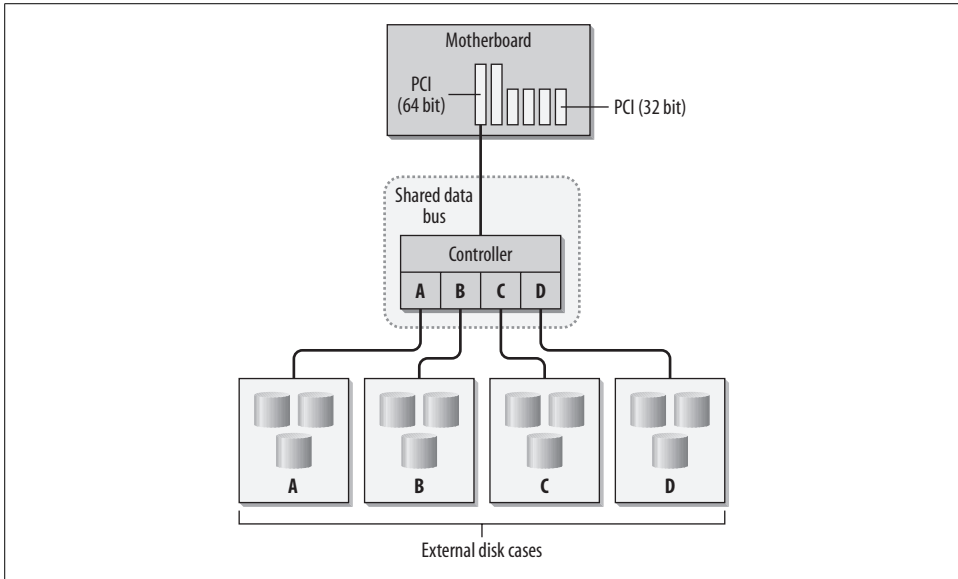 Motherboard
PCI
(64 bit)
PCI (32 bit)
Shared data
bus
Controller
A B C D
A B C D
External disk cases